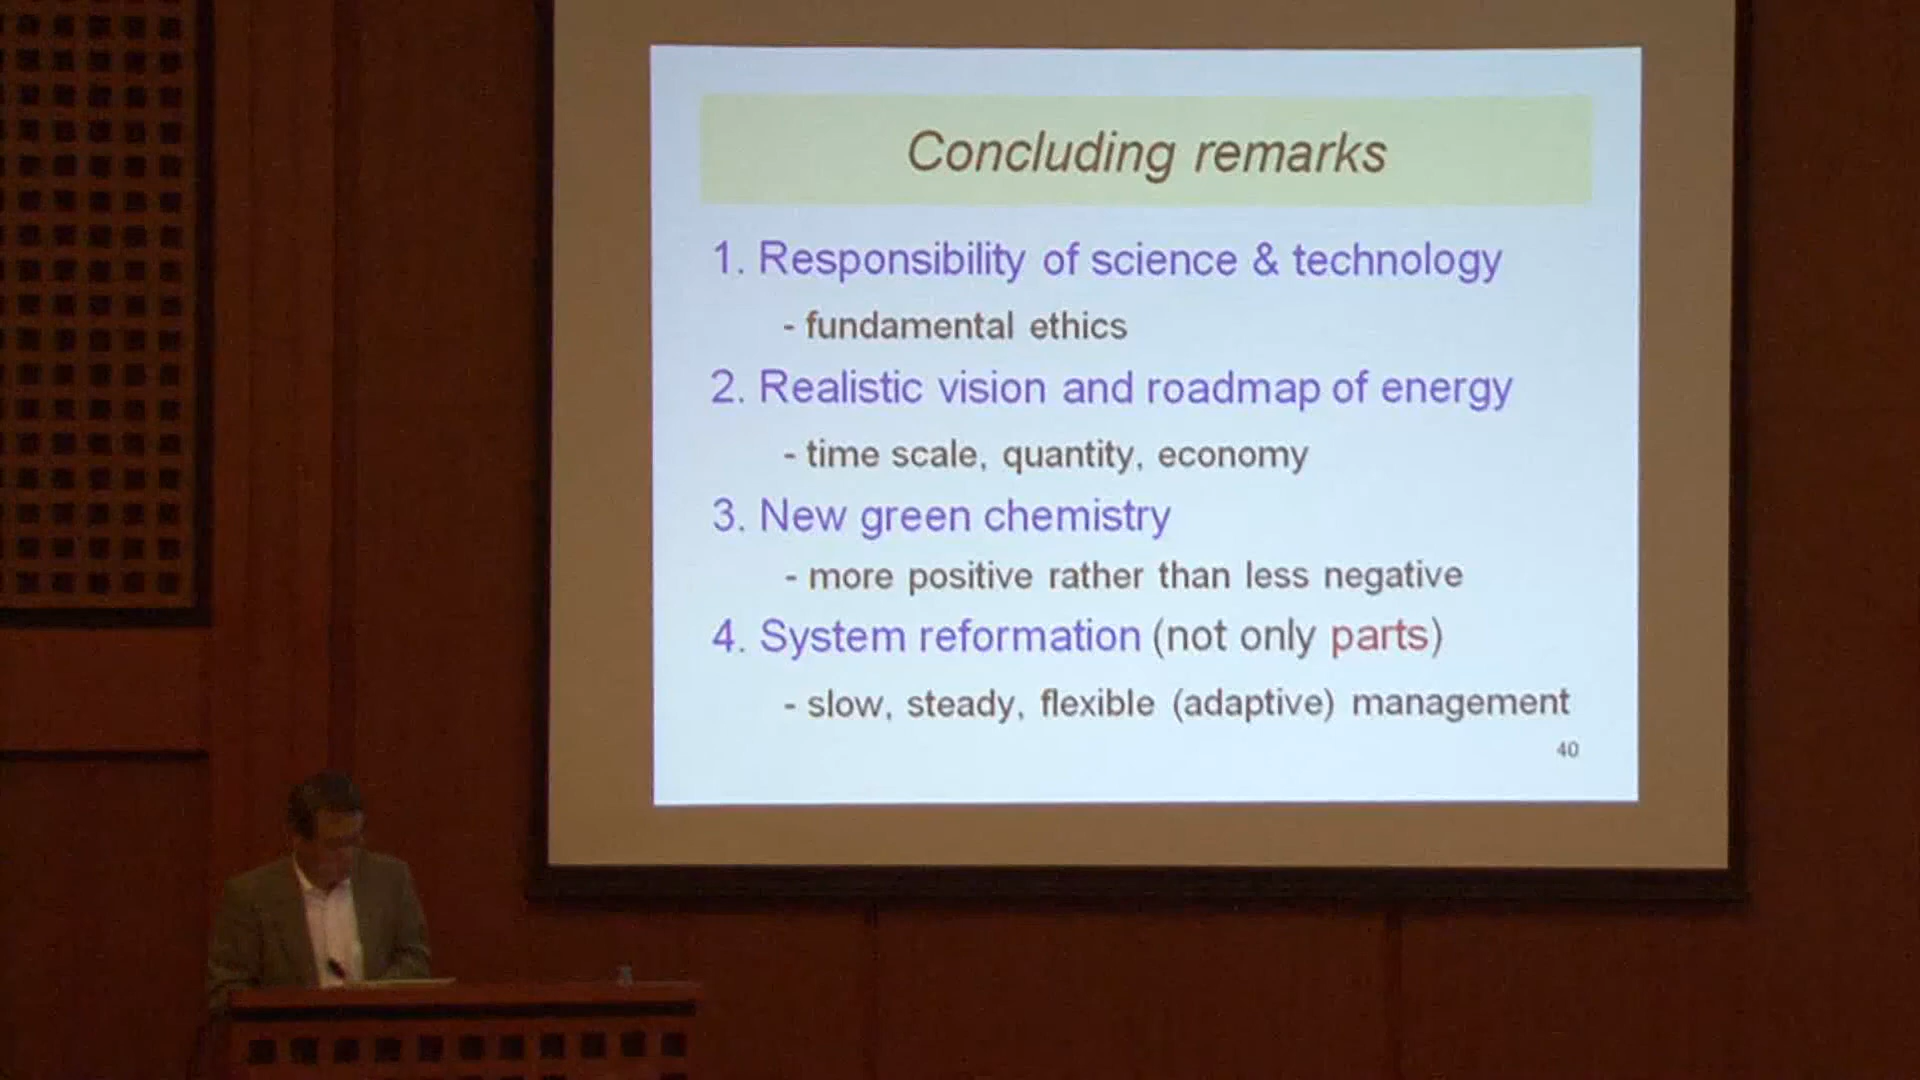 Concluding remarks
1. Responsibility of science & technology
- fundamental ethics
2. Realistic vision and roadmap of energy
- time scale, quantity, economy
3. New green chemistry
- more positive rather than less negative
4. System reformation (not only parts)
- slow, steady, flexible (adaptive) management
40